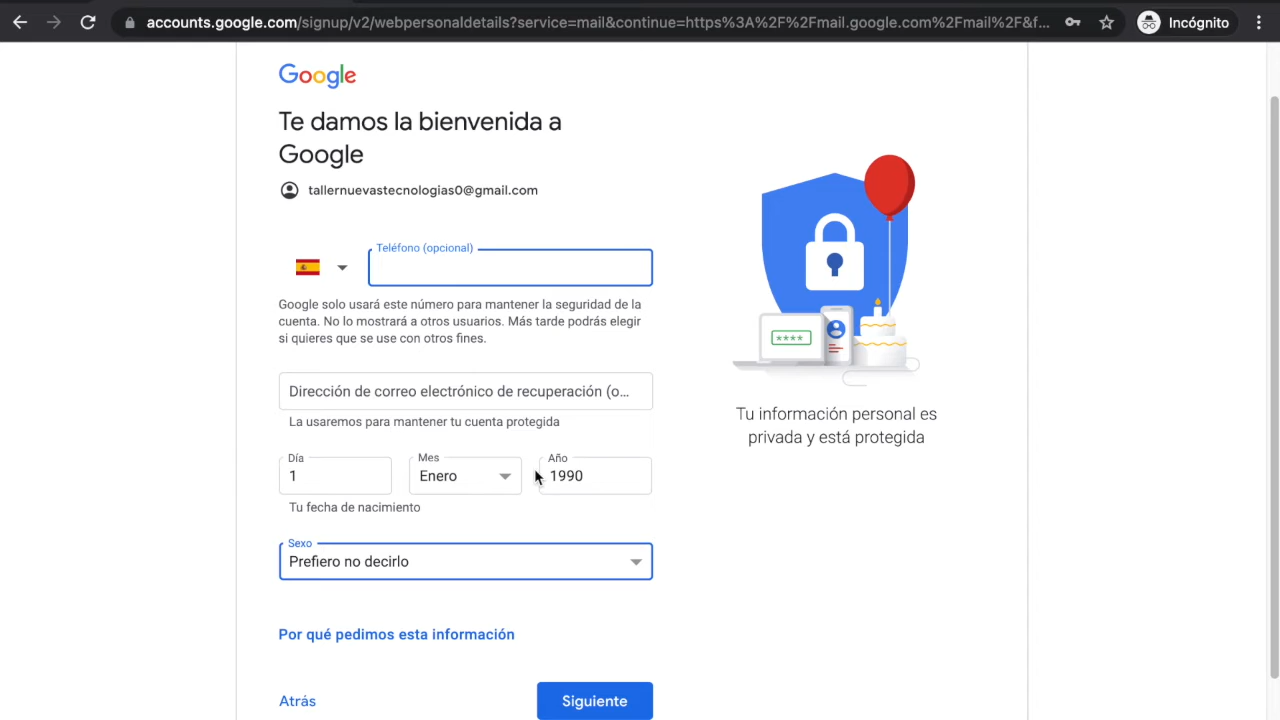 accounts.google.com/signup/v2/webpersonaldetails?service=mail&continue=https%3A%2F%2Fmail.google.com%2Fmail%2F&f...
Incógnito
Google
Te damos la bienvenida a
Google
tallernuevastecnologias0@gmail.com
Teléfono (opcional)
Google solo usará este número para mantener la seguridad de la
cuenta. No lo mostrará a otros usuarios. Más tarde podrás elegir
si quieres que se use con otros fines.
Dirección de correo electrónico de recuperación (o...
La usaremos para mantener tu cuenta protegida
Día
Mes
Año
1
Enero
1990
Tu fecha de nacimiento
Sexo
Prefiero no decirlo
Por qué pedimos esta información
Atrás
Siguiente
****
Tu información personal es
privada y está protegida